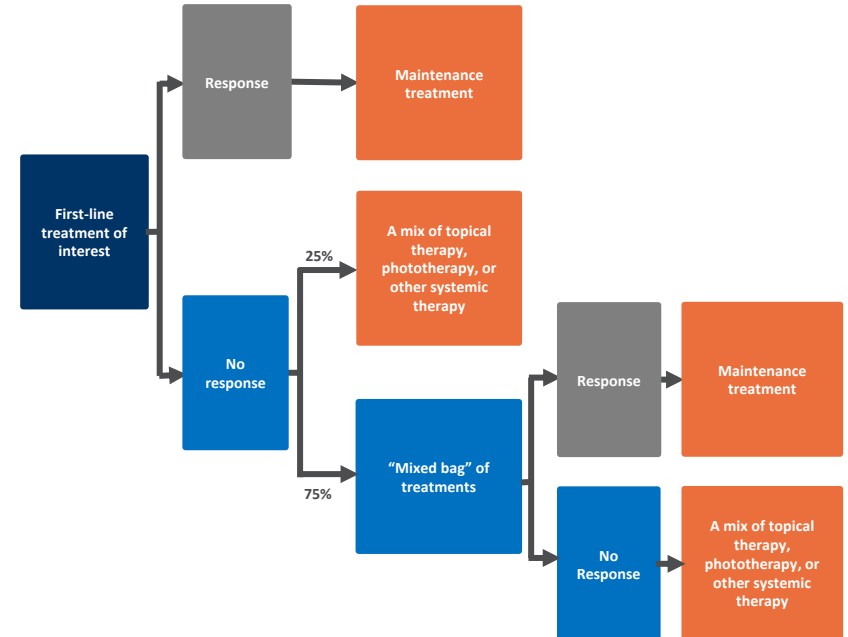 First-line
treatment of
interest
Response
Maintenance
treatment
No
response
25%
A mix of topical
therapy,
phototherapy, or
other systemic
therapy
75%
“Mixed bag” of
treatments
Response
Maintenance
treatment
No
Response
A mix of topical
therapy,
phototherapy, or
other systemic
therapy